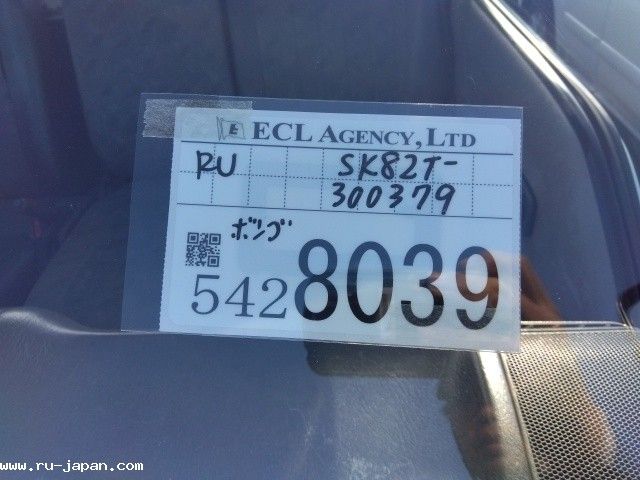 E ECL AGENCY, LTD
RU SK82T-
300379
ボンゴ
5428039
www.ru-japan.com